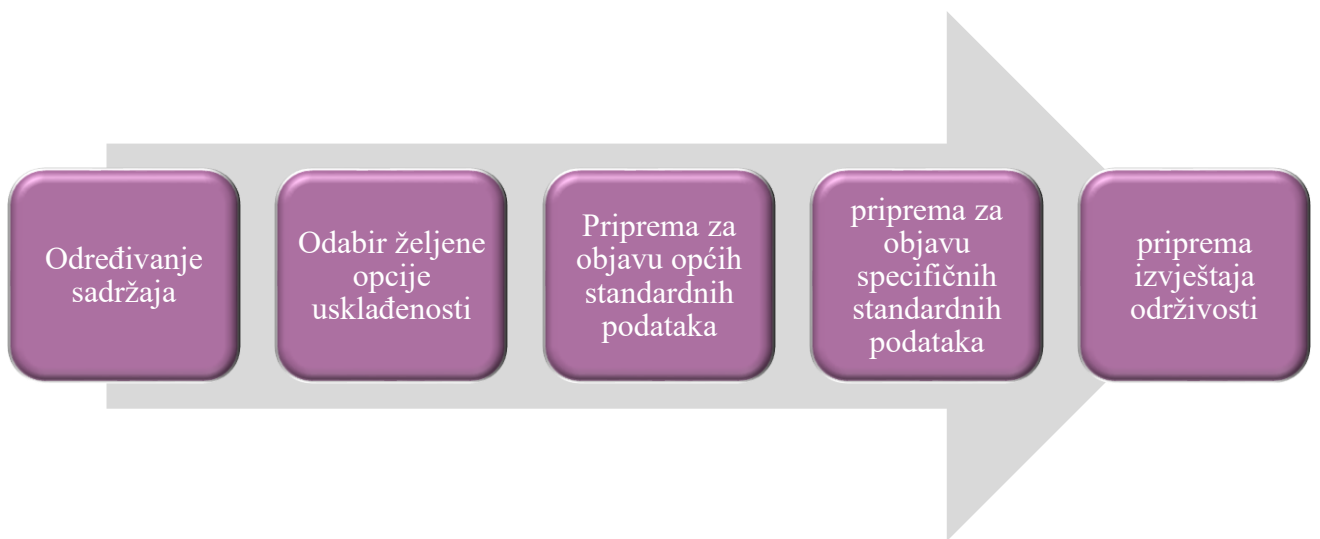 Određivanje
sadržaja
Odabir željene
opcije
usklađenosti
Priprema za
objavu općih
standardnih
podataka
priprema za
objavu
specifičnih
standardnih
podataka
priprema
izvještaja
održivosti